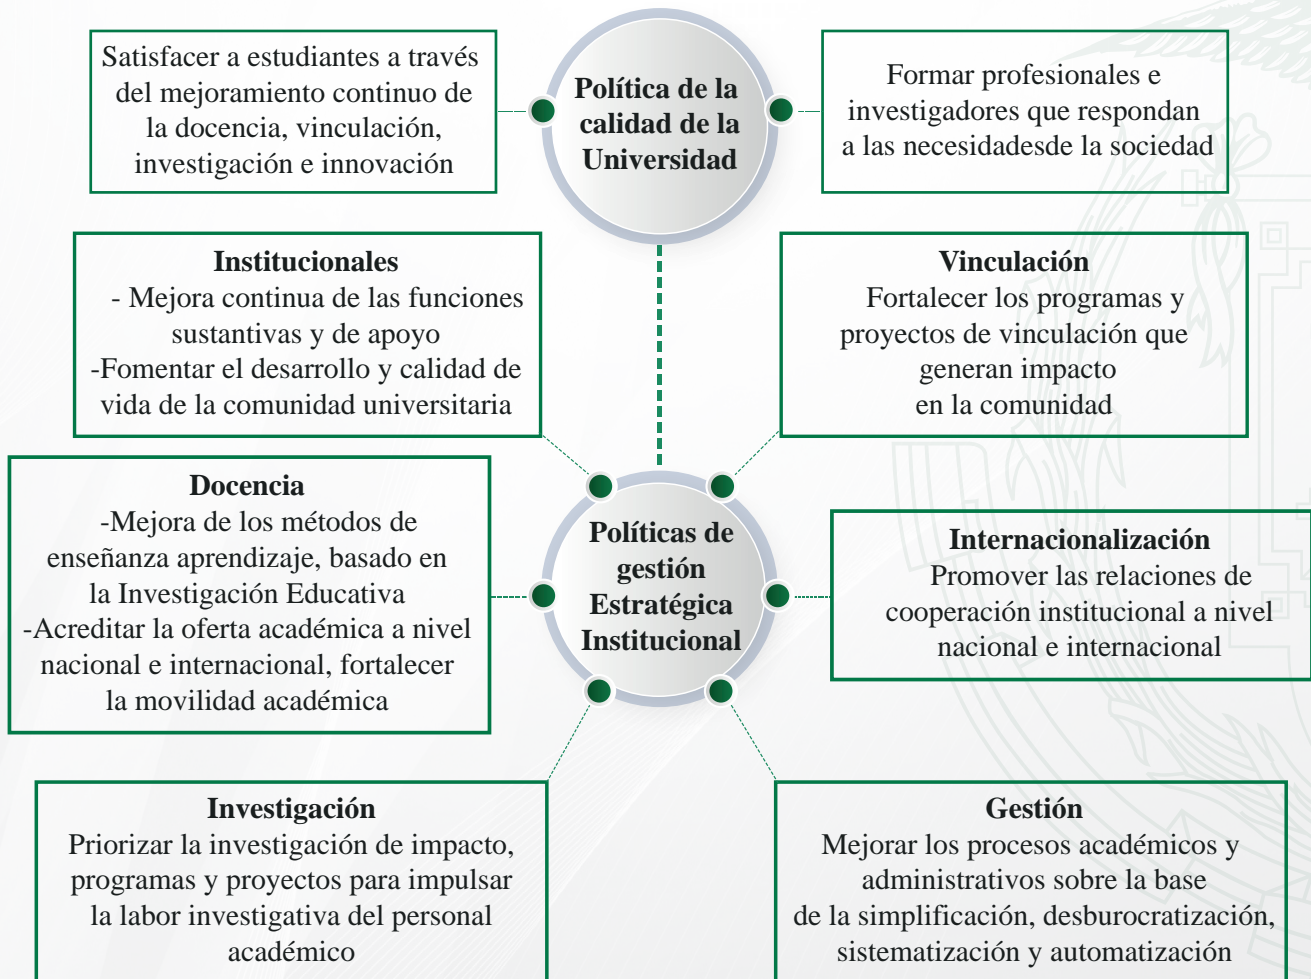 Satisfacer a estudiantes a través
del mejoramiento continuo de
la docencia, vinculación,
investigación e innovación
Política de la
calidad de la
Universidad
Formar profesionales e
investigadores que respondan
a las necesidadesde la sociedad
Institucionales
- Mejora continua de las funciones
sustantivas y de apoyo
-Fomentar el desarrollo y calidad de
vida de la comunidad universitaria
Vinculación
Fortalecer los programas y
proyectos de vinculación que
generan impacto
en la comunidad
Docencia
-Mejora de los métodos de
enseñanza aprendizaje, basado en
la Investigación Educativa
-Acreditar la oferta académica a nivel
nacional e internacional, fortalecer
la movilidad académica
Políticas de
gestión
Estratégica
Institucional
Internacionalización
Promover las relaciones de
cooperación institucional a nivel
nacional e internacional
Investigación
Priorizar la investigación de impacto,
programas y proyectos para impulsar
la labor investigativa del personal
académico
Gestión
Mejorar los procesos académicos y
administrativos sobre la base
de la simplificación, desburocratización,
sistematización y automatización